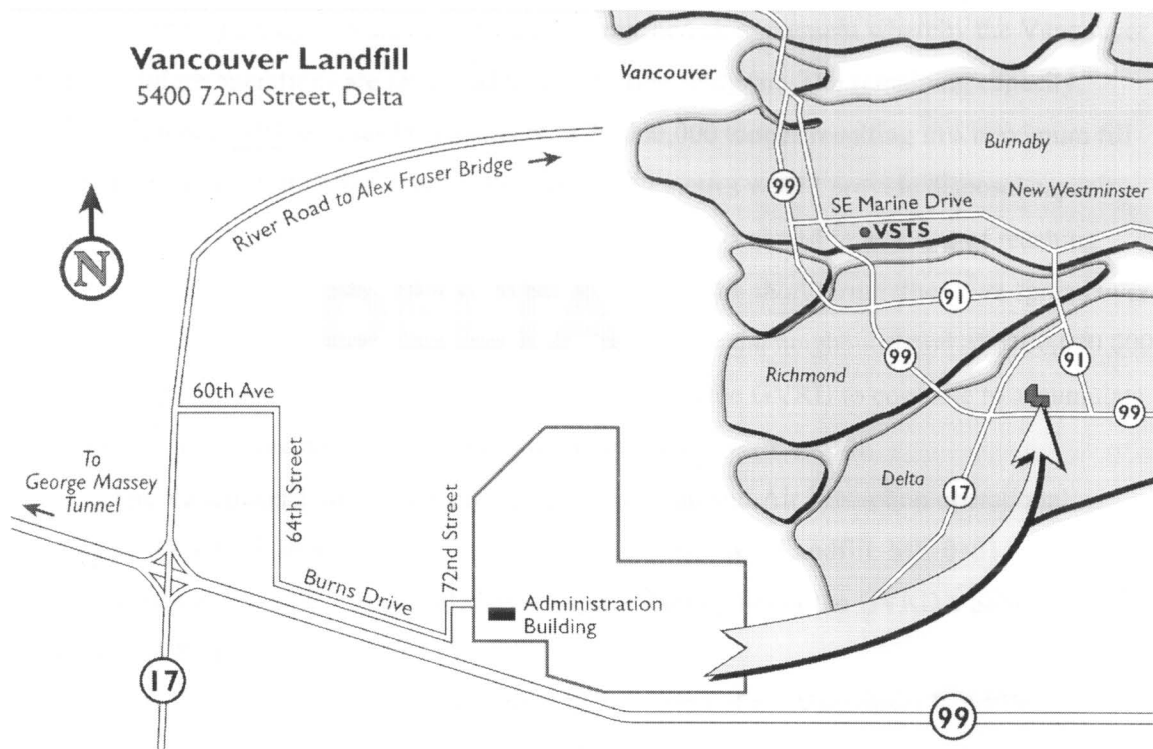 Vancouver Landfill
5400 72nd Street, Delta
N
River Road to Alex Fraser Bridge
60th Ave
64th Street
To
George Massey
Tunnel
Burns Drive
72nd Street
Administration
Building
17
99
Vancouver
Burnaby
New Westminster
99
SE Marine Drive
VSTS
91
99
91
Richmond
99
Delta
17